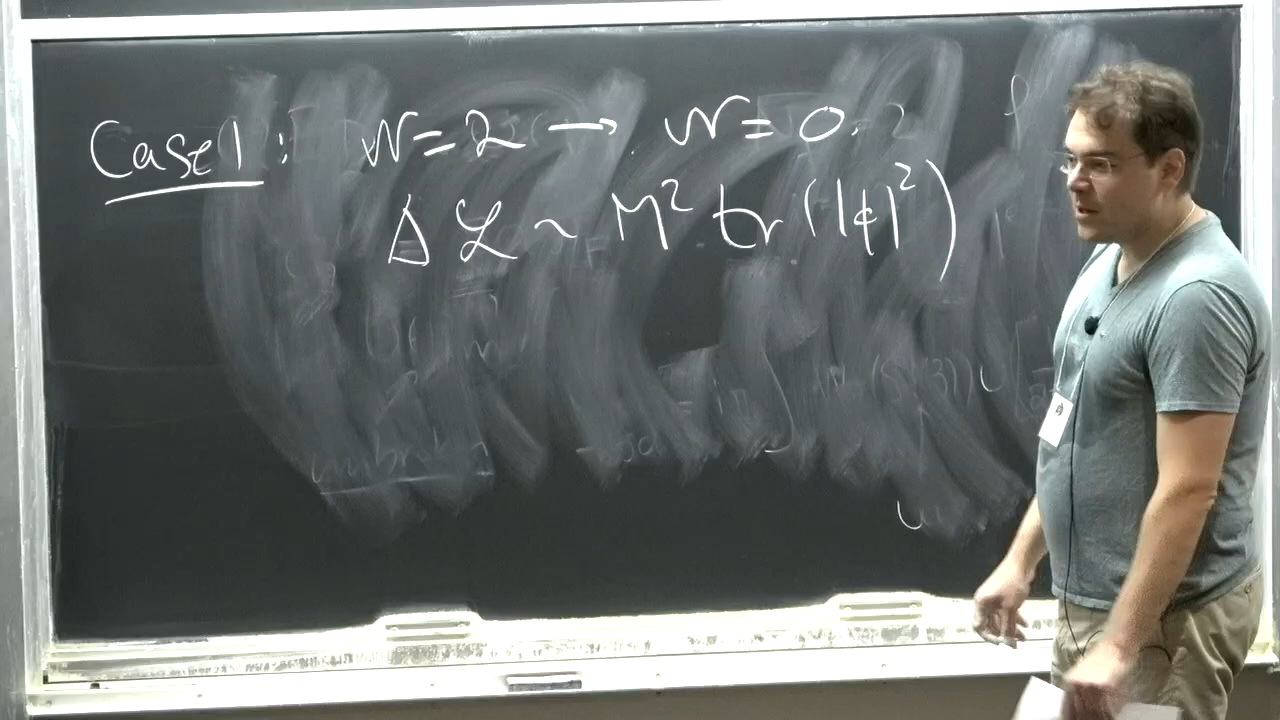 Case 1: 𝒩=2 → 𝒩=0.
Δℒ ~ M² tr(|ϕ|²)